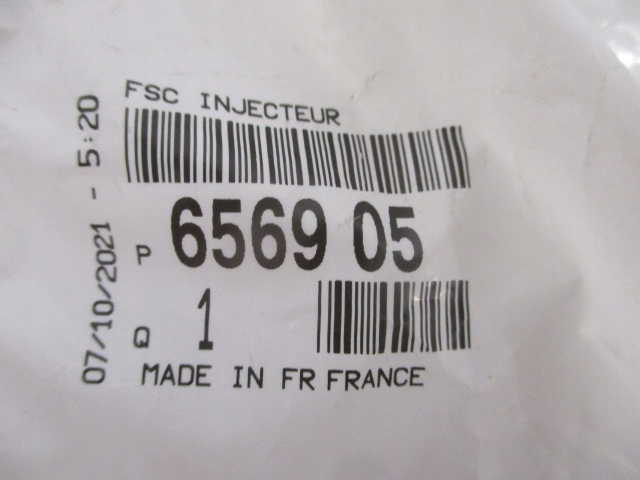 FSC INJECTEUR
P 6569 05
Q 1
MADE IN FR FRANCE
07/10/2021 - 5:20